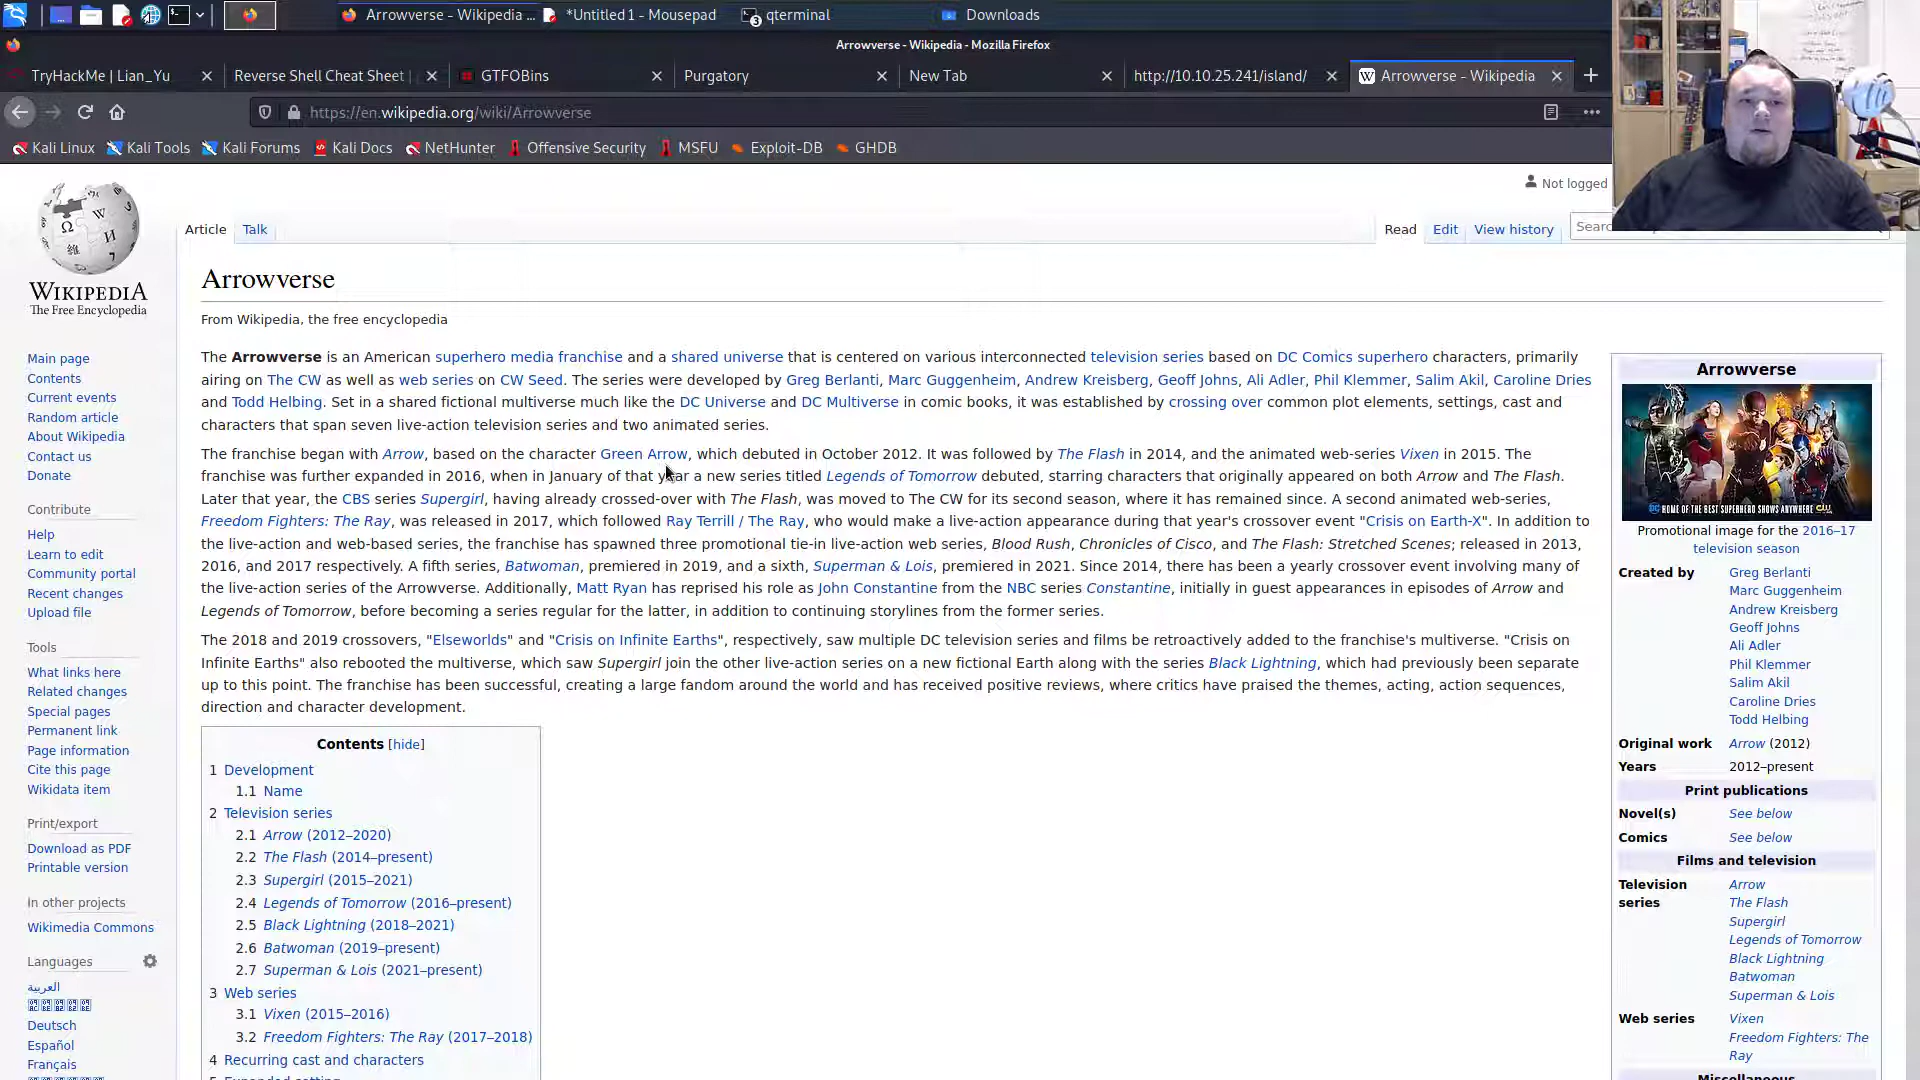 Arrowverse - Wikipedia ...
*Untitled 1 - Mousepad
3 qterminal
Downloads
Arrowverse - Wikipedia - Mozilla Firefox
TryHackMe | Lian_Yu
Reverse Shell Cheat Sheet |
GTFOBins
Purgatory
New Tab
http://10.10.25.241/island/
Arrowverse - Wikipedia
https://en.wikipedia.org/wiki/Arrowverse
Kali Linux
Kali Tools
Kali Forums
Kali Docs
NetHunter
Offensive Security
MSFU
Exploit-DB
GHDB
Not logged
Article Talk
Read Edit View history
Searc
WIKIPEDIA
The Free Encyclopedia
Main page
Contents
Current events
Random article
About Wikipedia
Contact us
Donate
Contribute
Help
Learn to edit
Community portal
Recent changes
Upload file
Tools
What links here
Related changes
Special pages
Permanent link
Page information
Cite this page
Wikidata item
Print/export
Download as PDF
Printable version
In other projects
Wikimedia Commons
Languages
العربية
Deutsch
Español
Français
Arrowverse
From Wikipedia, the free encyclopedia
The Arrowverse is an American superhero media franchise and a shared universe that is centered on various interconnected television series based on DC Comics superhero characters, primarily
airing on The CW as well as web series on CW Seed. The series were developed by Greg Berlanti, Marc Guggenheim, Andrew Kreisberg, Geoff Johns, Ali Adler, Phil Klemmer, Salim Akil, Caroline Dries
and Todd Helbing. Set in a shared fictional multiverse much like the DC Universe and DC Multiverse in comic books, it was established by crossing over common plot elements, settings, cast and
characters that span seven live-action television series and two animated series.
The franchise began with Arrow, based on the character Green Arrow, which debuted in October 2012. It was followed by The Flash in 2014, and the animated web-series Vixen in 2015. The
franchise was further expanded in 2016, when in January of that year a new series titled Legends of Tomorrow debuted, starring characters that originally appeared on both Arrow and The Flash.
Later that year, the CBS series Supergirl, having already crossed-over with The Flash, was moved to The CW for its second season, where it has remained since. A second animated web-series,
Freedom Fighters: The Ray, was released in 2017, which followed Ray Terrill / The Ray, who would make a live-action appearance during that year's crossover event "Crisis on Earth-X". In addition to
the live-action and web-based series, the franchise has spawned three promotional tie-in live-action web series, Blood Rush, Chronicles of Cisco, and The Flash: Stretched Scenes; released in 2013,
2016, and 2017 respectively. A fifth series, Batwoman, premiered in 2019, and a sixth, Superman & Lois, premiered in 2021. Since 2014, there has been a yearly crossover event involving many of
the live-action series of the Arrowverse. Additionally, Matt Ryan has reprised his role as John Constantine from the NBC series Constantine, initially in guest appearances in episodes of Arrow and
Legends of Tomorrow, before becoming a series regular for the latter, in addition to continuing storylines from the former series.
The 2018 and 2019 crossovers, "Elseworlds" and "Crisis on Infinite Earths", respectively, saw multiple DC television series and films be retroactively added to the franchise's multiverse. "Crisis on
Infinite Earths" also rebooted the multiverse, which saw Supergirl join the other live-action series on a new fictional Earth along with the series Black Lightning, which had previously been separate
up to this point. The franchise has been successful, creating a large fandom around the world and has received positive reviews, where critics have praised the themes, acting, action sequences,
direction and character development.
Contents [hide]
1 Development
1.1 Name
2 Television series
2.1 Arrow (2012–2020)
2.2 The Flash (2014–present)
2.3 Supergirl (2015–2021)
2.4 Legends of Tomorrow (2016–present)
2.5 Black Lightning (2018–2021)
2.6 Batwoman (2019–present)
2.7 Superman & Lois (2021–present)
3 Web series
3.1 Vixen (2015–2016)
3.2 Freedom Fighters: The Ray (2017–2018)
4 Recurring cast and characters
Arrowverse
HOME OF THE BEST SUPERHERO SHOWS ANYWHERE CW
Promotional image for the 2016–17
television season
Created by Greg Berlanti
Marc Guggenheim
Andrew Kreisberg
Geoff Johns
Ali Adler
Phil Klemmer
Salim Akil
Caroline Dries
Todd Helbing
Original work Arrow (2012)
Years 2012–present
Print publications
Novel(s) See below
Comics See below
Films and television
Television series Arrow
The Flash
Supergirl
Legends of Tomorrow
Black Lightning
Batwoman
Superman & Lois
Web series Vixen
Freedom Fighters: The
Ray
Miscellaneous